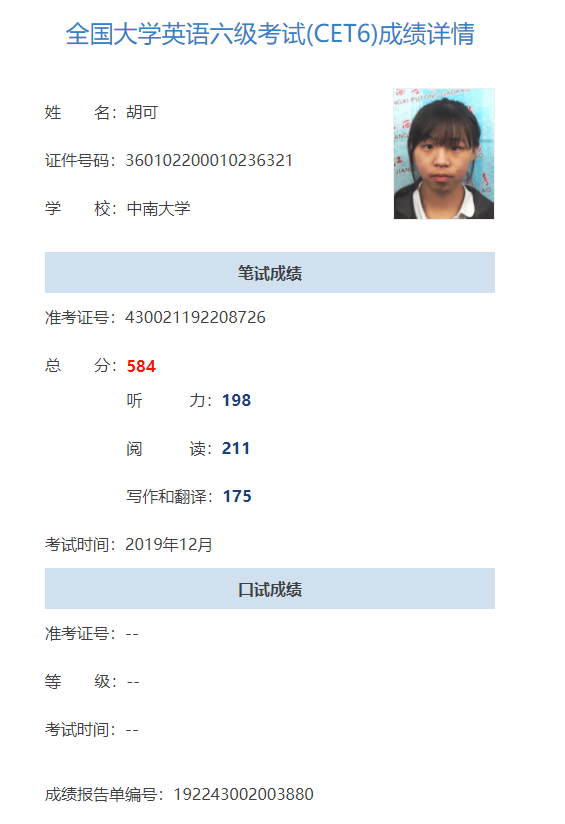 全国大学英语六级考试(CET6)成绩详情
姓 名：胡可
证件号码：360102200010236321
学 校：中南大学
笔试成绩
准考证号：430021192208726
总 分：584
听 力：198
阅 读：211
写作和翻译：175
考试时间：2019年12月
口试成绩
准考证号：--
等 级：--
考试时间：--
成绩报告单编号：192243002003880